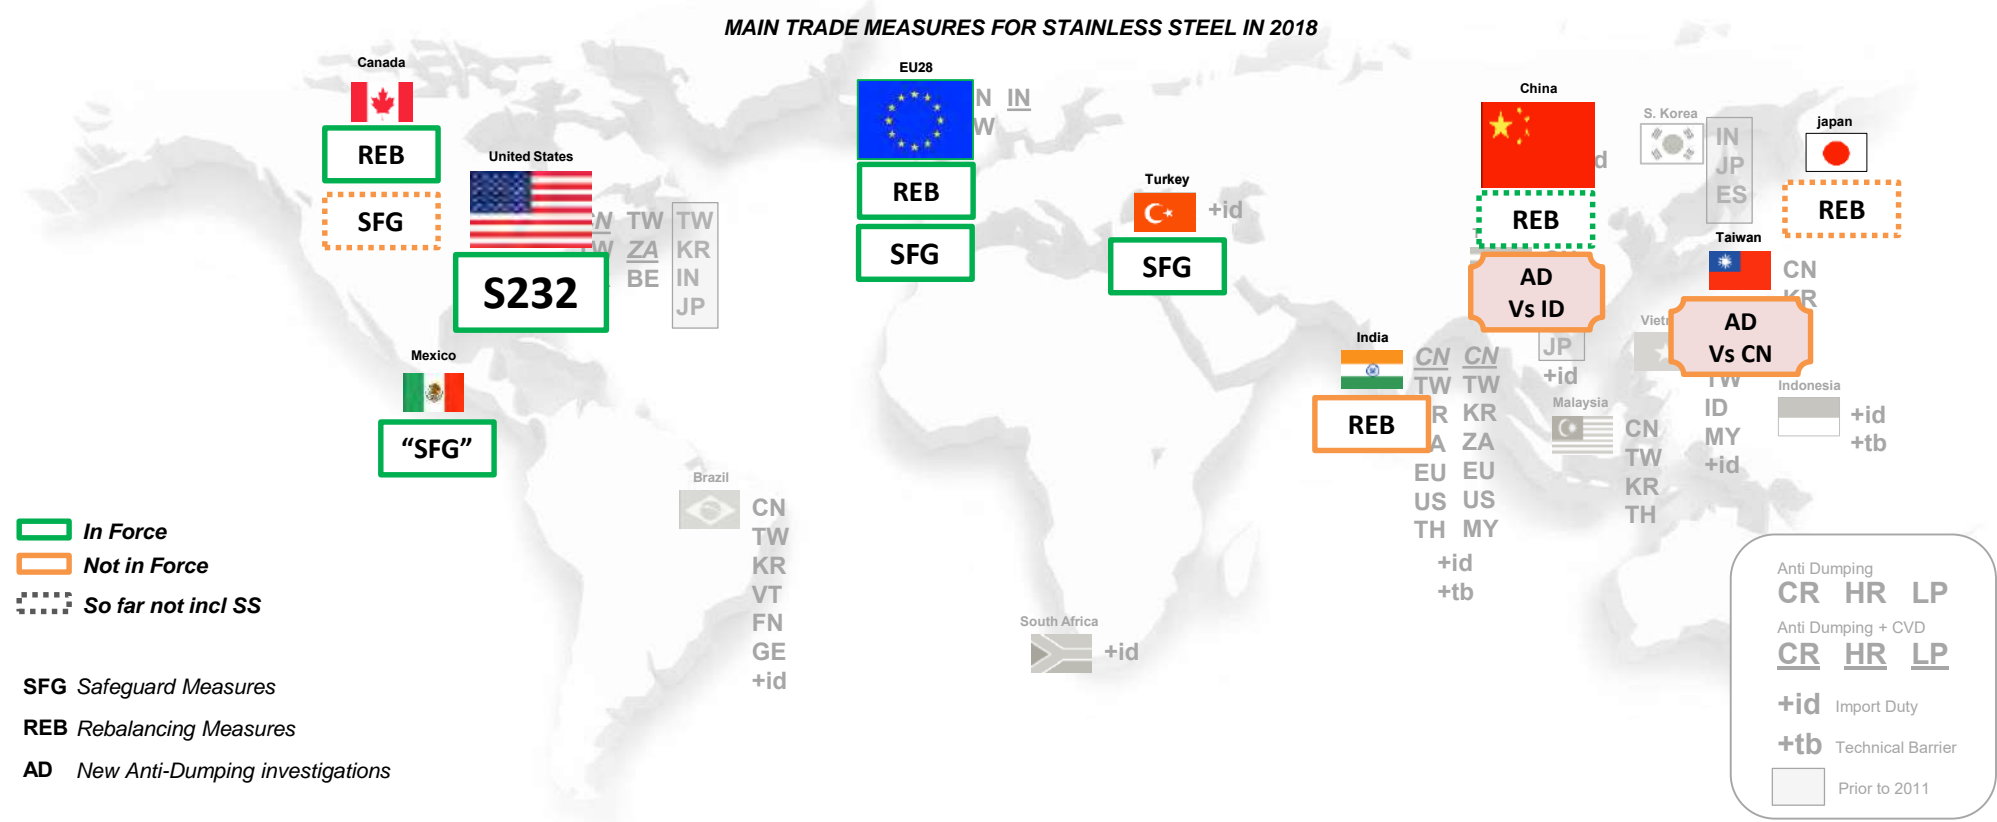 MAIN TRADE MEASURES FOR STAINLESS STEEL IN 2018
Canada
REB
SFG
United States
S232
TW
ZA
BE
TW
KR
IN
JP
Mexico
“SFG”
Brazil
CN
TW
KR
VT
FN
GE
+id
EU28
IN
REB
SFG
Turkey
+id
SFG
South Africa
+id
India
REB
CN CN
TW TW
KR
ZA
EU EU
US US
TH MY
+id
+tb
China
REB
AD
Vs ID
JP
+id
S. Korea
IN
JP
ES
japan
REB
Taiwan
CN
KR
AD
Vs CN
TW
ID
MY
+id
Malaysia
CN
TW
KR
TH
Indonesia
+id
+tb
In Force
Not in Force
So far not incl SS
SFG Safeguard Measures
REB Rebalancing Measures
AD New Anti-Dumping investigations
Anti Dumping
CR HR LP
Anti Dumping + CVD
CR HR LP
+id Import Duty
+tb Technical Barrier
Prior to 2011